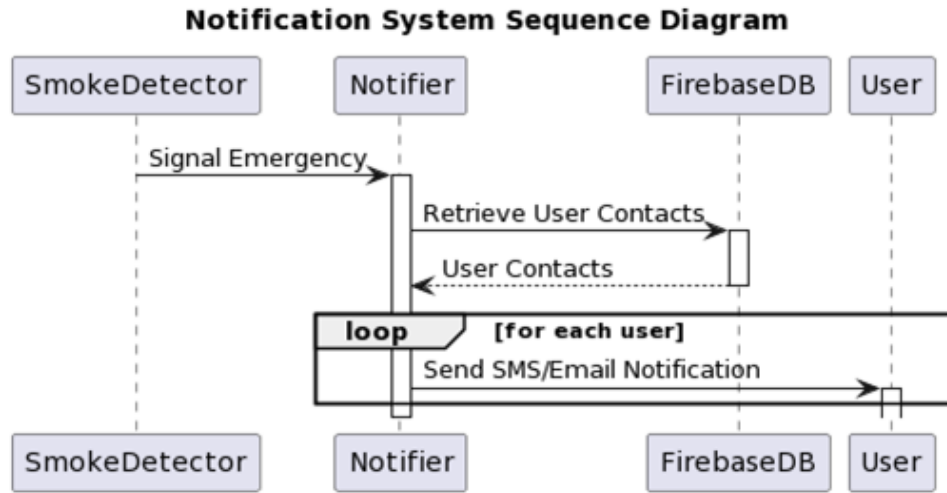 Notification System Sequence Diagram
SmokeDetector Notifier FirebaseDB User
Signal Emergency
Retrieve User Contacts
User Contacts
loop [for each user]
Send SMS/Email Notification
SmokeDetector Notifier FirebaseDB User